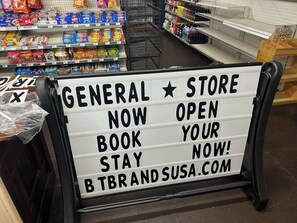 GENERAL ★ STORE
NOW OPEN
BOOK YOUR
STAY NOW!
BTBRANDSUSA.COM